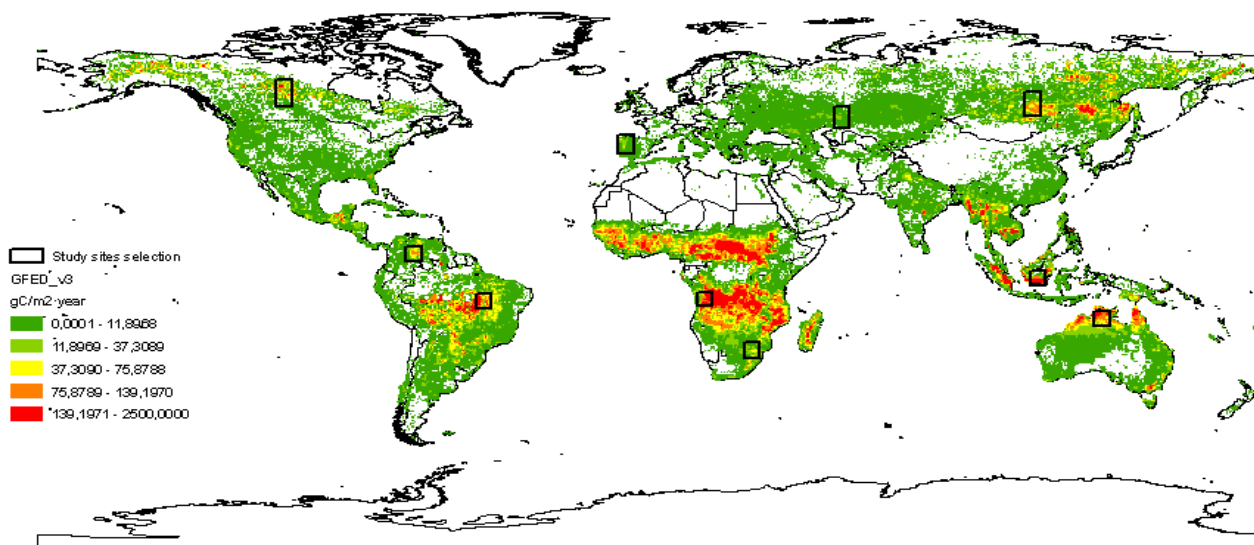 Study sites selection
GFED_v3
gC/m2·year
0,0001 - 11,8968
11,8969 - 37,3089
37,3090 - 75,8788
75,8789 - 139,1970
139,1971 - 2500,0000